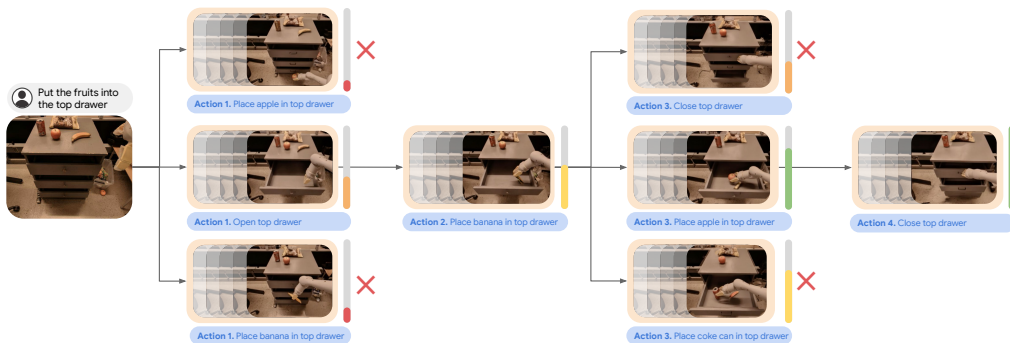 Put the fruits into
the top drawer
Action 1. Place apple in top drawer
Action 1. Open top drawer
Action 1. Place banana in top drawer
Action 2. Place banana in top drawer
Action 3. Close top drawer
Action 3. Place apple in top drawer
Action 3. Place coke can in top drawer
Action 4. Close top drawer